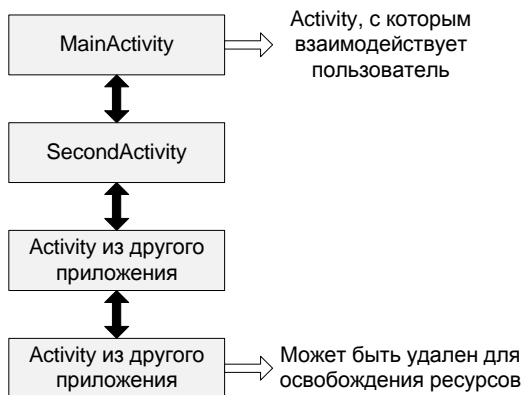 MainActivity
Activity, с которым
взаимодействует
пользователь
SecondActivity
Activity из другого
приложения
Activity из другого
приложения
Может быть удален для
освобождения ресурсов